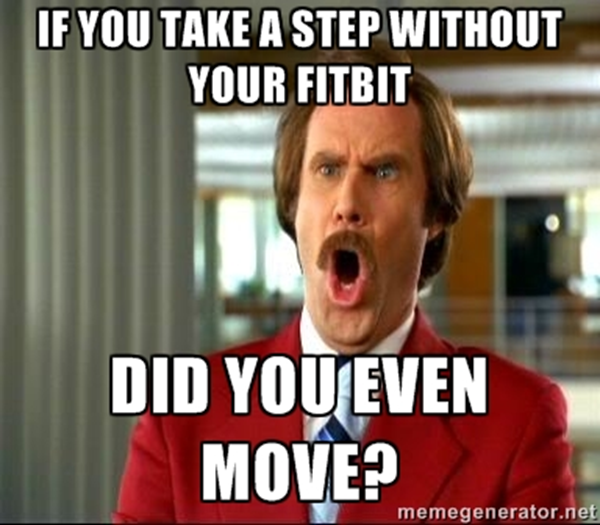 IF YOU TAKE A STEP WITHOUT
YOUR FITBIT
DID YOU EVEN
MOVE?
memegenerator.net